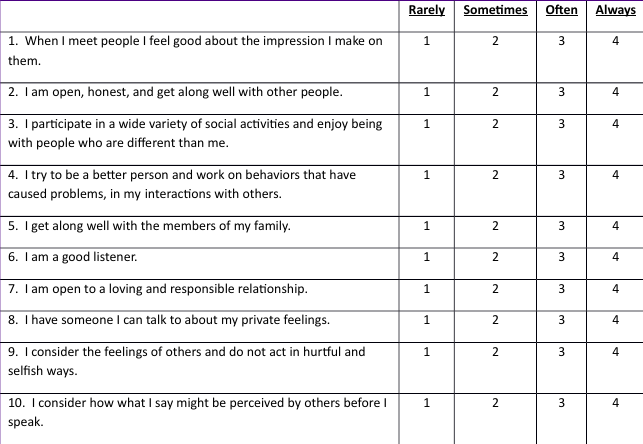 Rarely Sometimes Often Always
1. When I meet people I feel good about the impression I make on 1 2 3 4
them.
2. I am open, honest, and get along well with other people. 1 2 3 4
3. I participate in a wide variety of social activities and enjoy being 1 2 3 4
with people who are different than me.
4. I try to be a better person and work on behaviors that have 1 2 3 4
caused problems, in my interactions with others.
5. I get along well with the members of my family. 1 2 3 4
6. I am a good listener. 1 2 3 4
7. I am open to a loving and responsible relationship. 1 2 3 4
8. I have someone I can talk to about my private feelings. 1 2 3 4
9. I consider the feelings of others and do not act in hurtful and 1 2 3 4
selfish ways.
10. I consider how what I say might be perceived by others before I 1 2 3 4
speak.